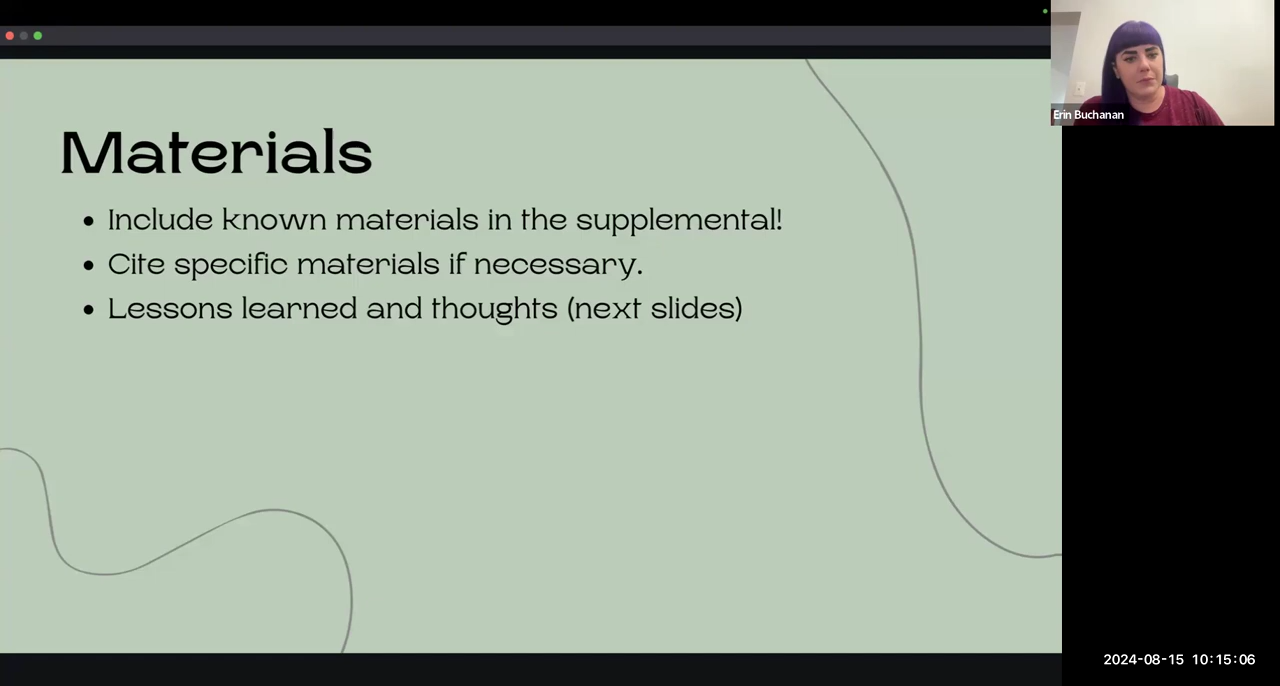 Materials
• Include known materials in the supplemental!
• Cite specific materials if necessary.
• Lessons learned and thoughts (next slides)
Erin Buchanan
2024-08-15 10:15:06